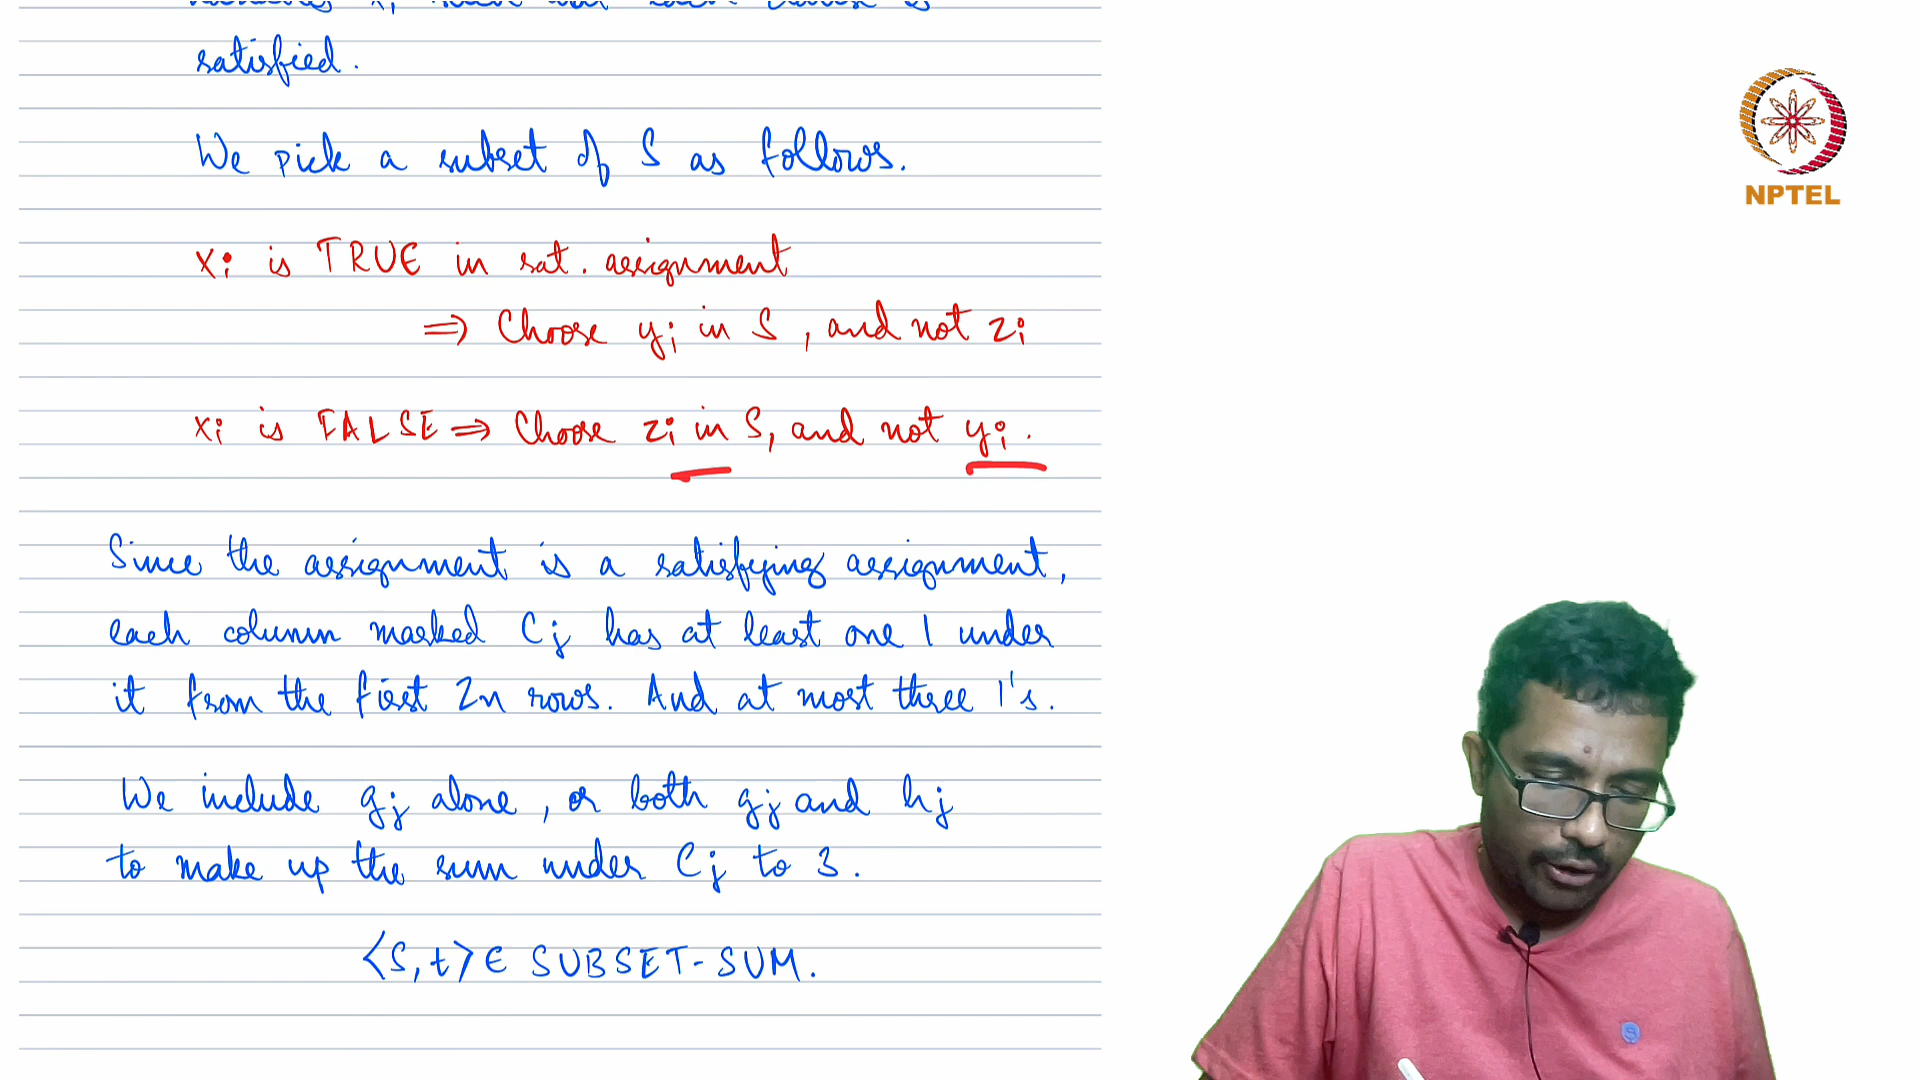 satisfied.
We pick a subset of S as follows.
xi is TRUE in sat. assignment
⇒ Choose yi in S, and not zi
xi is FALSE ⇒ Choose zi in S, and not yi.
Since the assignment is a satisfying assignment,
each column marked Cj has at least one 1 under
it from the first 2n rows. And at most three 1's.
We include gj alone, or both gj and hj
to make up the sum under Cj to 3.
⟨S, t⟩ ∈ SUBSET-SUM.
NPTEL